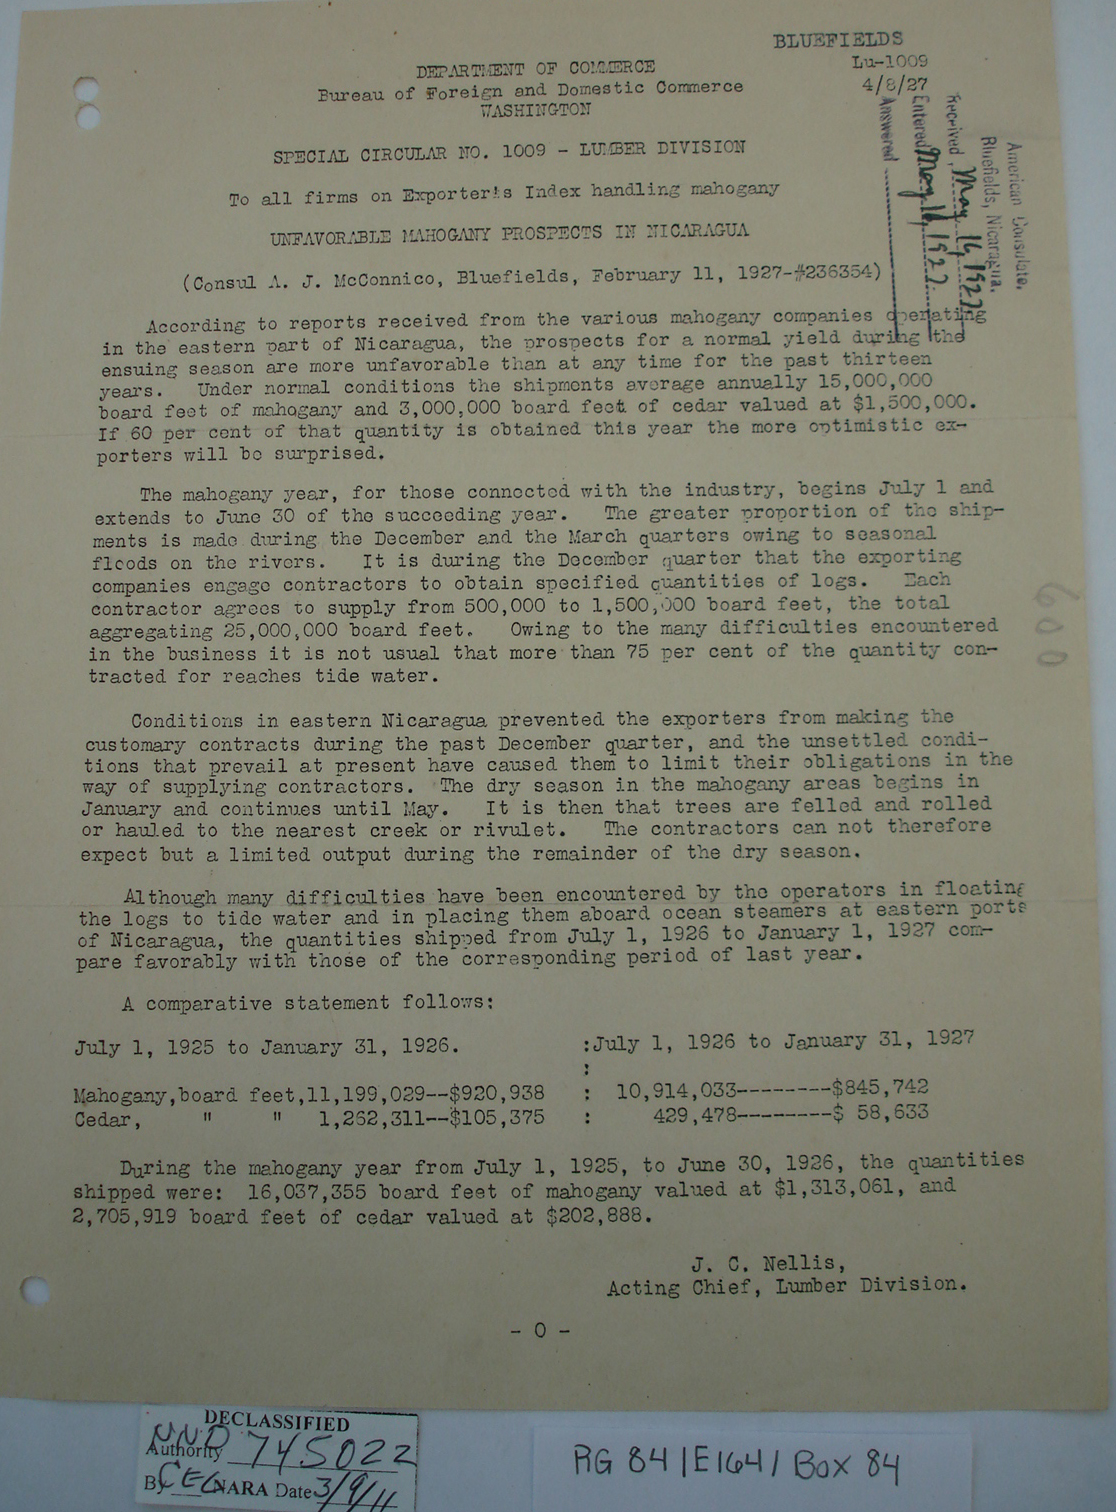 BLUEFIELDS
Lu-1009
4/8/27
DEPARTMENT OF COMMERCE
Bureau of Foreign and Domestic Commerce
WASHINGTON
American Consulate,
Bluefields, Nicaragua.
Received, May 16, 1927
Entered May 16, 1927.
Answered
SPECIAL CIRCULAR NO. 1009 - LUMBER DIVISION
To all firms on Exporter's Index handling mahogany
UNFAVORABLE MAHOGANY PROSPECTS IN NICARAGUA
(Consul A. J. McConnico, Bluefields, February 11, 1927-#236354)
According to reports received from the various mahogany companies operating
in the eastern part of Nicaragua, the prospects for a normal yield during the
ensuing season are more unfavorable than at any time for the past thirteen
years. Under normal conditions the shipments average annually 15,000,000
board feet of mahogany and 3,000,000 board feet of cedar valued at $1,500,000.
If 60 per cent of that quantity is obtained this year the more optimistic ex-
porters will be surprised.
The mahogany year, for those connected with the industry, begins July 1 and
extends to June 30 of the succeeding year. The greater proportion of the ship-
ments is made during the December and the March quarters owing to seasonal
floods on the rivers. It is during the December quarter that the exporting
companies engage contractors to obtain specified quantities of logs. Each
contractor agrees to supply from 500,000 to 1,500,000 board feet, the total
aggregating 25,000,000 board feet. Owing to the many difficulties encountered
in the business it is not usual that more than 75 per cent of the quantity con-
tracted for reaches tide water.
600
Conditions in eastern Nicaragua prevented the exporters from making the
customary contracts during the past December quarter, and the unsettled condi-
tions that prevail at present have caused them to limit their obligations in the
way of supplying contractors. The dry season in the mahogany areas begins in
January and continues until May. It is then that trees are felled and rolled
or hauled to the nearest creek or rivulet. The contractors can not therefore
expect but a limited output during the remainder of the dry season.
Although many difficulties have been encountered by the operators in floating
the logs to tide water and in placing them aboard ocean steamers at eastern ports
of Nicaragua, the quantities shipped from July 1, 1926 to January 1, 1927 com-
pare favorably with those of the corresponding period of last year.
A comparative statement follows:
July 1, 1925 to January 31, 1926. :July 1, 1926 to January 31, 1927
:
Mahogany,board feet,11,199,029--$920,938 : 10,914,033---------$845,742
Cedar, " " 1,262,311--$105,375 : 429,478---------$ 58,633
During the mahogany year from July 1, 1925, to June 30, 1926, the quantities
shipped were: 16,037,355 board feet of mahogany valued at $1,313,061, and
2,705,919 board feet of cedar valued at $202,888.
J. C. Nellis,
Acting Chief, Lumber Division.
- O -
DECLASSIFIED
Authority NND 745022
By CEC NARA Date 3/9/11
RG 84 | E164 / Box 84